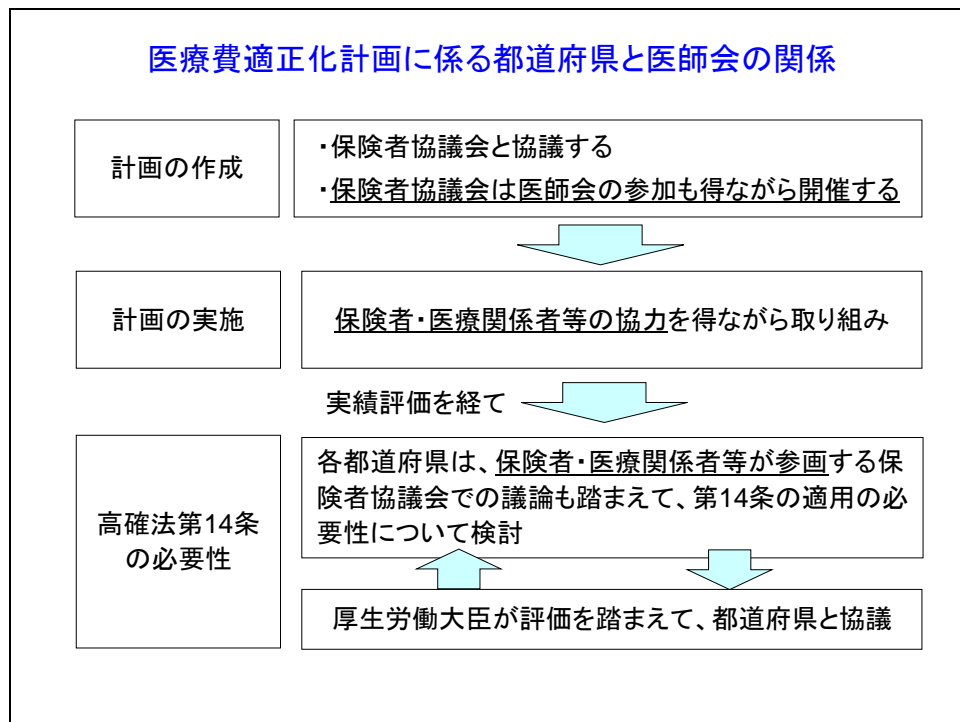 医療費適正化計画に係る都道府県と医師会の関係
計画の作成
・保険者協議会と協議する
・保険者協議会は医師会の参加も得ながら開催する
計画の実施
保険者・医療関係者等の協力を得ながら取り組み
実績評価を経て
高確法第14条
の必要性
各都道府県は、保険者・医療関係者等が参画する保
険者協議会での議論も踏まえて、第14条の適用の必
要性について検討
厚生労働大臣が評価を踏まえて、都道府県と協議